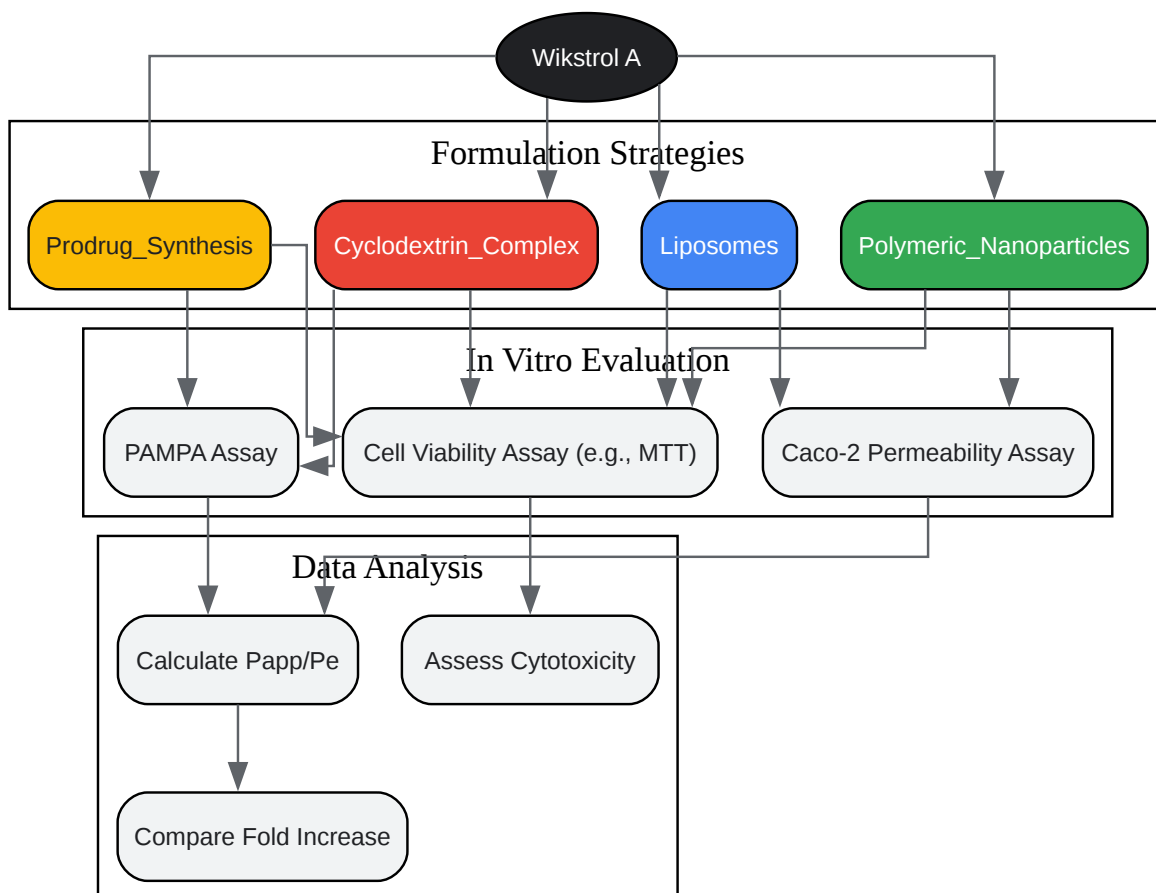 Wikstrol A
Formulation Strategies
Prodrug_Synthesis
Cyclodextrin_Complex
Liposomes
Polymeric_Nanoparticles
In Vitro Evaluation
PAMPA Assay
Cell Viability Assay (e.g., MTT)
Caco-2 Permeability Assay
Data Analysis
Calculate Papp/Pe
Assess Cytotoxicity
Compare Fold Increase